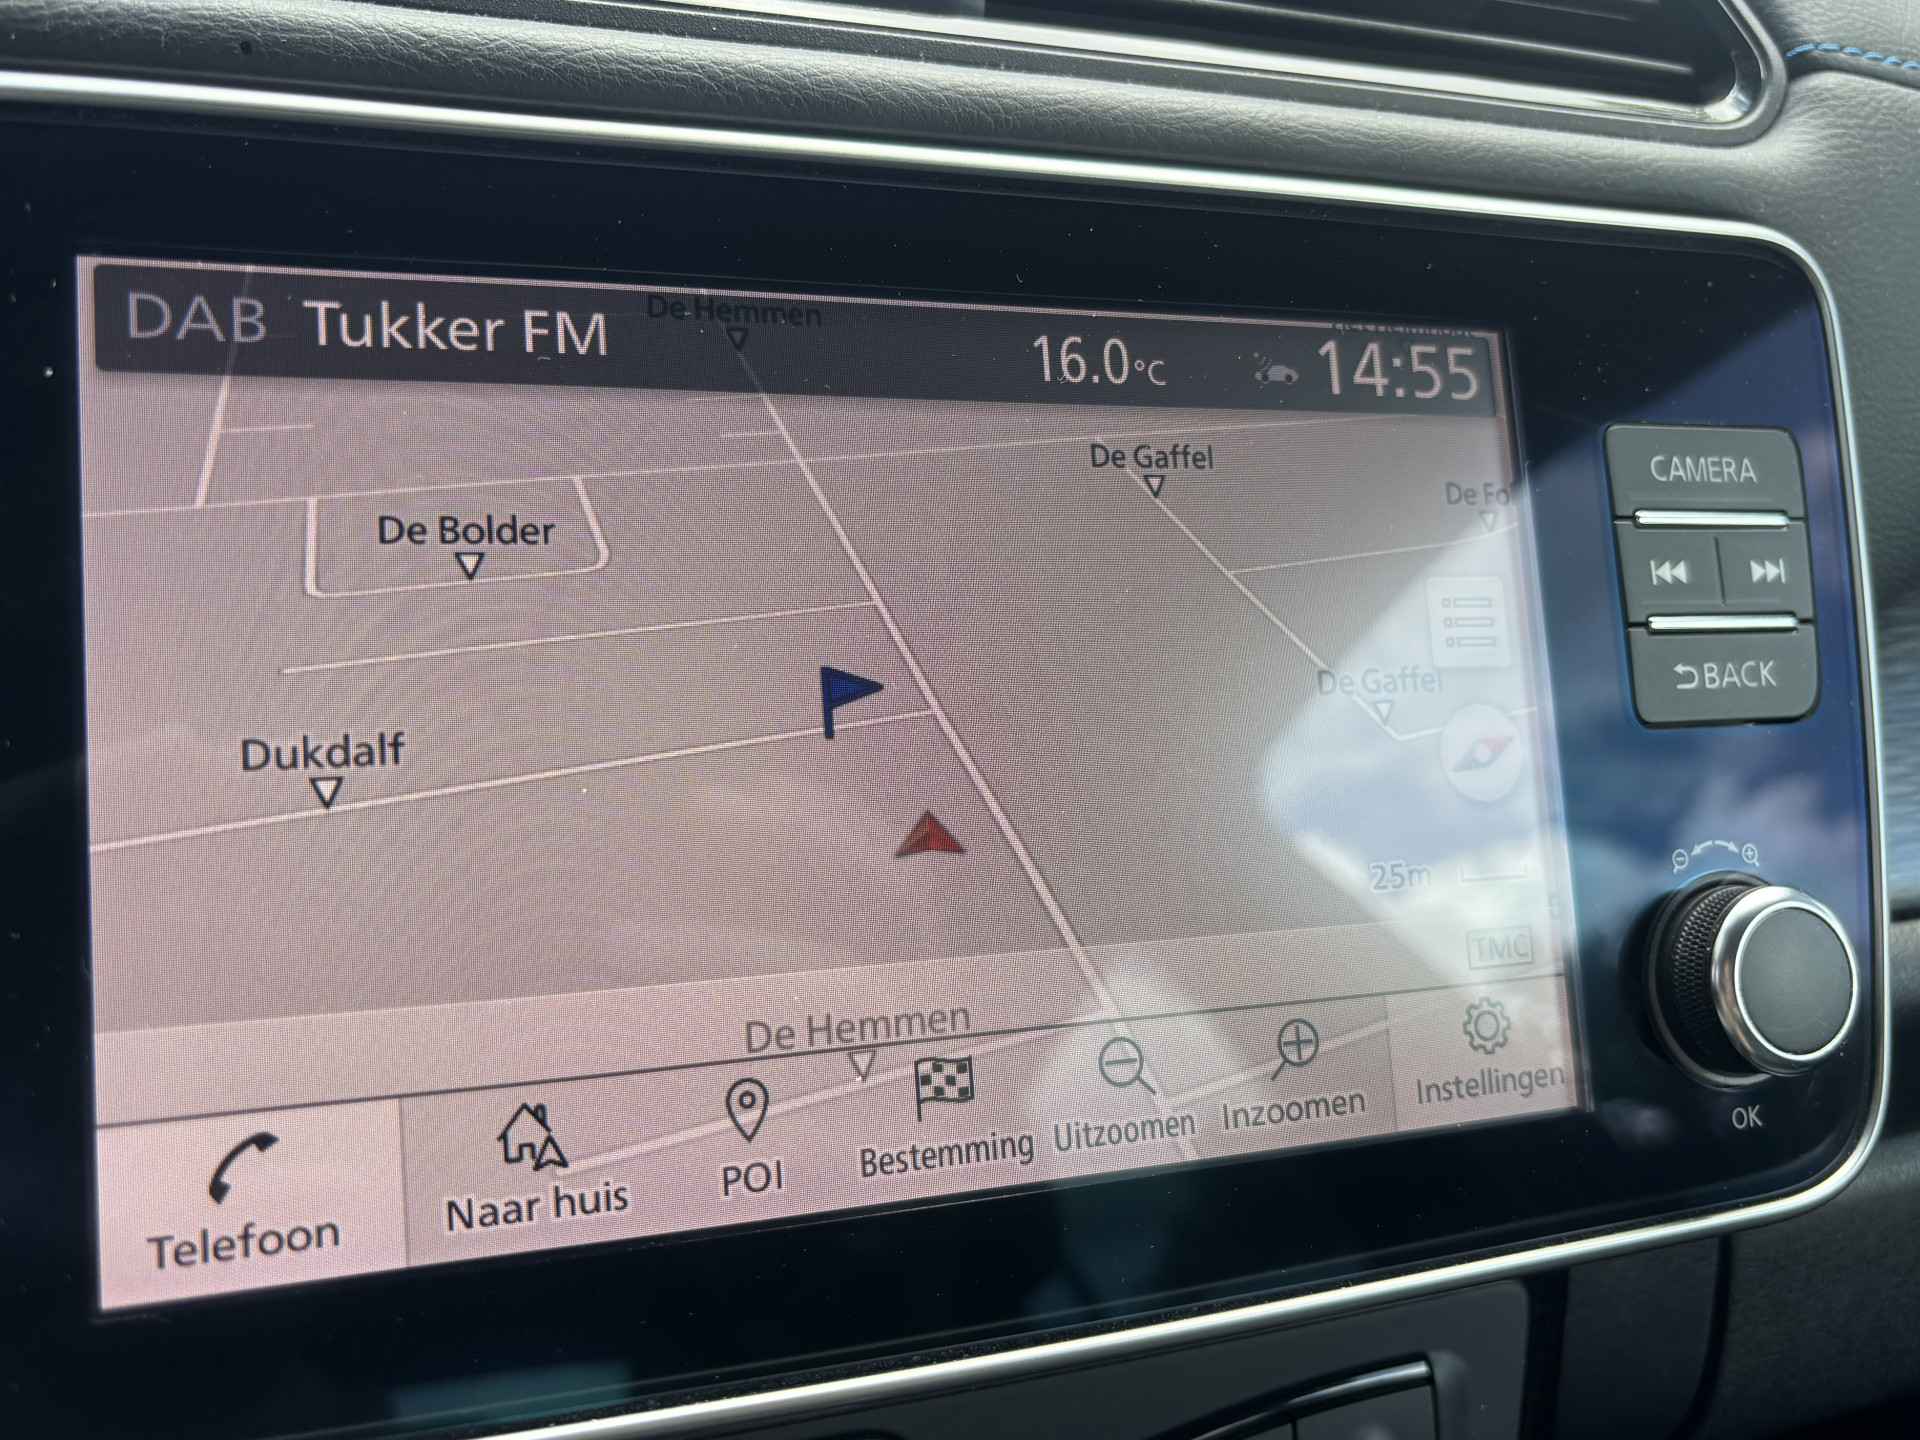 DAB Tukker FM
De Hemmen
16.0°C
14:55
De Gaffel
De Bolder
De Gaffel
Dukdalf
25m
TMC
De Hemmen
Telefoon
Naar huis
POI
Bestemming
Uitzoomen
Inzoomen
Instellingen
CAMERA
BACK
OK